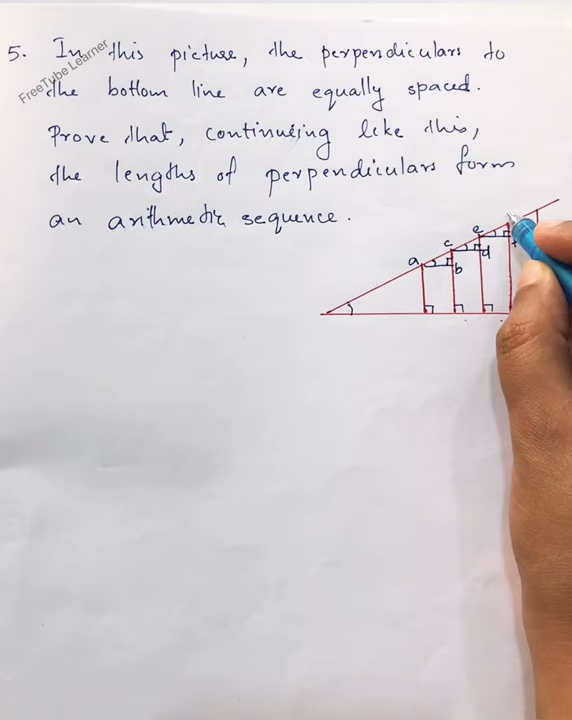 5. In this picture, the perpendiculars to
the bottom line are equally spaced.
Prove that, continuing like this,
the lengths of perpendiculars form
an arithmetic sequence.
a
b
c
d
e
FreeTube Learner